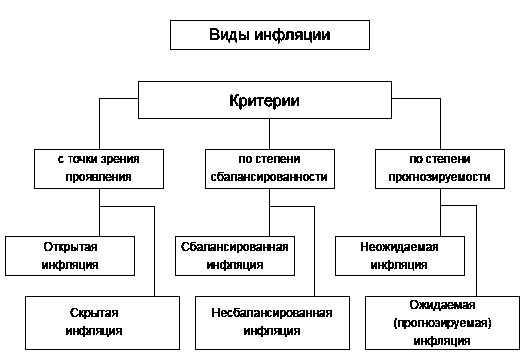 Виды инфляции
Критерии
с точки зрения
проявления
по степени
сбалансированности
по степени
прогнозируемости
Открытая
инфляция
Сбалансированная
инфляция
Неожидаемая
инфляция
Скрытая
инфляция
Несбалансированная
инфляция
Ожидаемая
(прогнозируемая)
инфляция